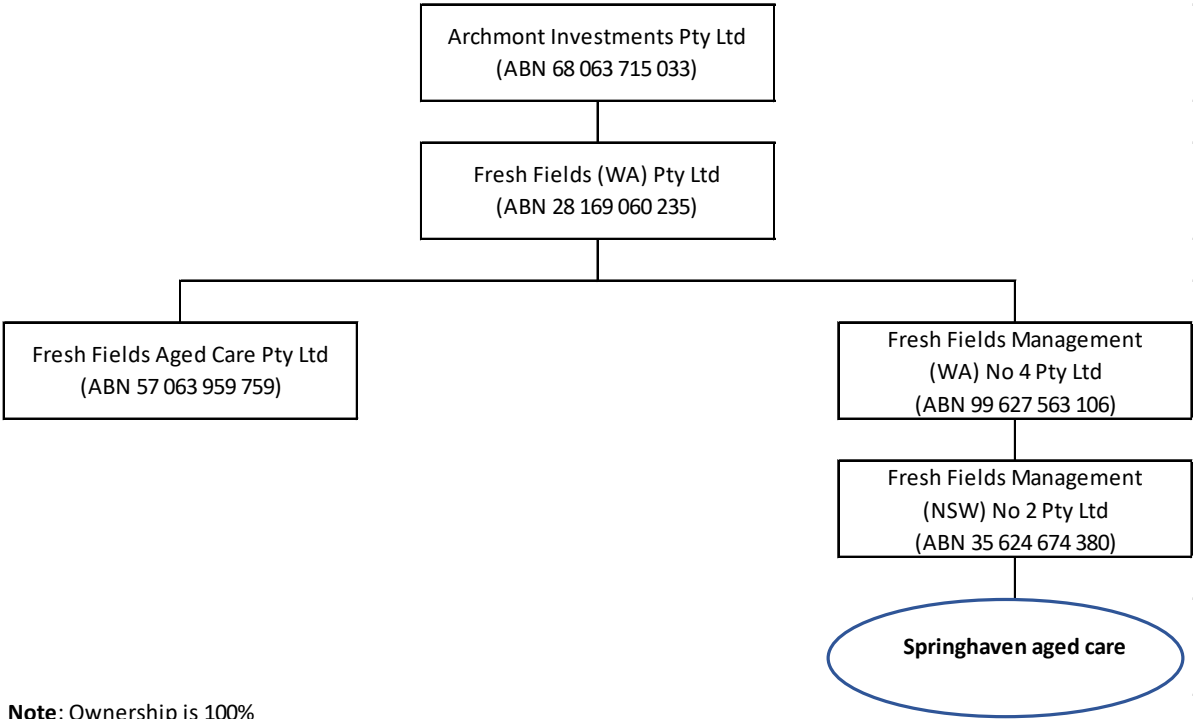 Archmont Investments Pty Ltd
(ABN 68 063 715 033)
Fresh Fields (WA) Pty Ltd
(ABN 28 169 060 235)
Fresh Fields Aged Care Pty Ltd
(ABN 57 063 959 759)
Fresh Fields Management
(WA) No 4 Pty Ltd
(ABN 99 627 563 106)
Fresh Fields Management
(NSW) No 2 Pty Ltd
(ABN 35 624 674 380)
Springhaven aged care
Note: Ownership is 100%